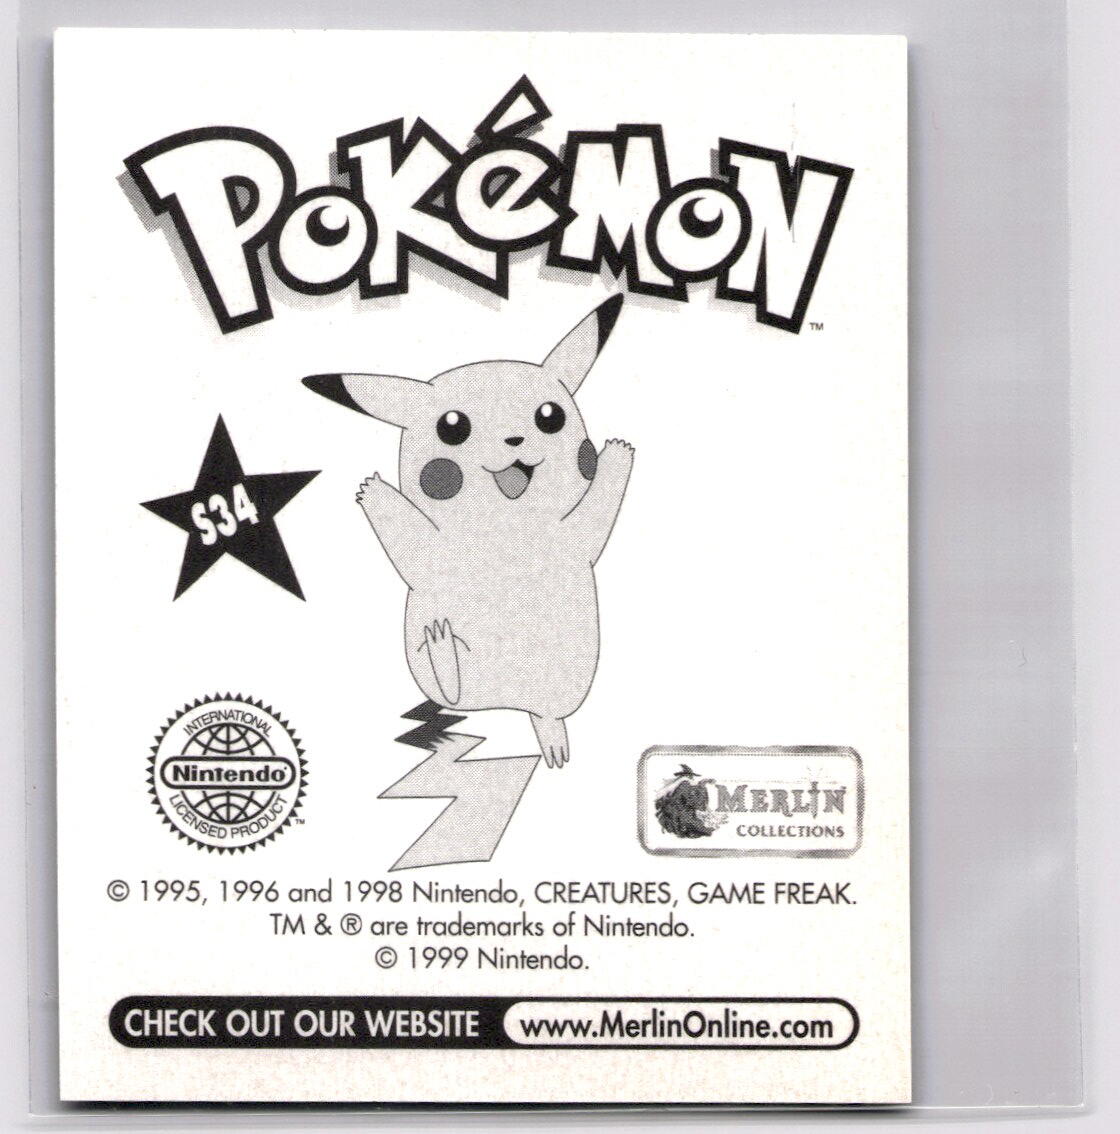 POKéMON
™
S34
INTERNATIONAL
Nintendo®
LICENSED PRODUCT
™
MERLIN
COLLECTIONS
© 1995, 1996 and 1998 Nintendo, CREATURES, GAME FREAK.
TM & ® are trademarks of Nintendo.
© 1999 Nintendo.
CHECK OUT OUR WEBSITE www.MerlinOnline.com